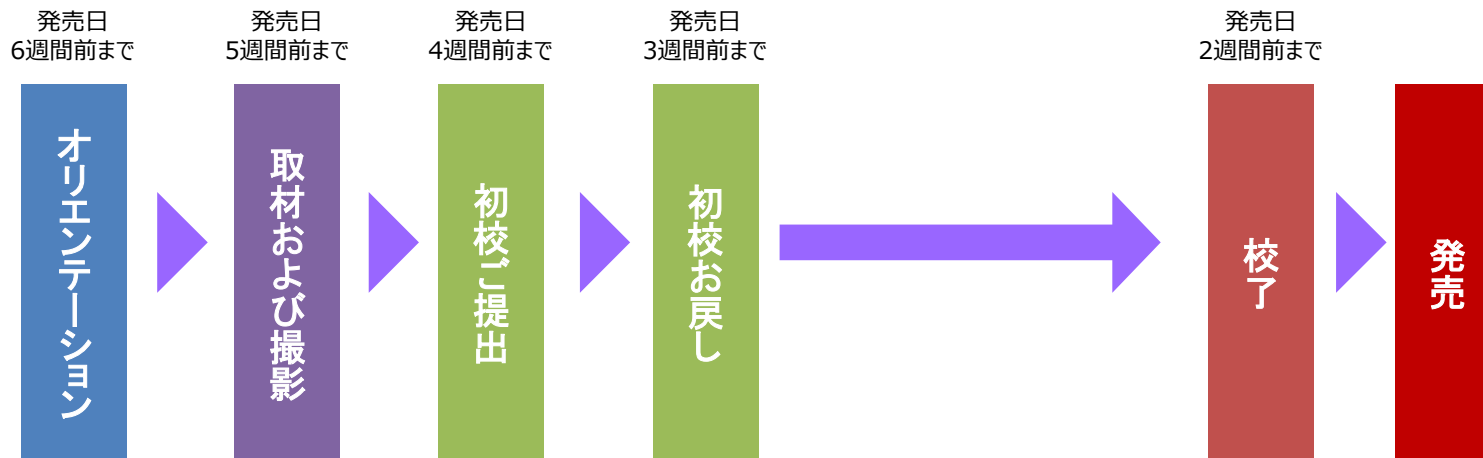 発売日
6週間前まで
発売日
5週間前まで
発売日
4週間前まで
発売日
3週間前まで
発売日
2週間前まで
オリエンテーション
取材および撮影
初校ご提出
初校お戻し
校了
発売